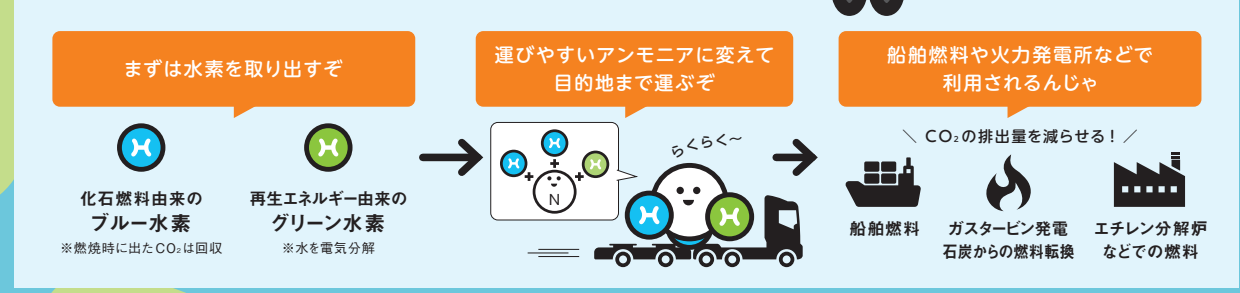 まずは水素を取り出すぞ
化石燃料由来の
ブルー水素
※燃焼時に出たCO₂は回収
再生エネルギー由来の
グリーン水素
※水を電気分解
運びやすいアンモニアに変えて
目的地まで運ぶぞ
H
H
H
+
+
+
N
らくらく〜
H
H
船舶燃料や火力発電所などで
利用されるんじゃ
＼ CO₂の排出量を減らせる！ ／
船舶燃料
ガスタービン発電
石炭からの燃料転換
エチレン分解炉
などでの燃料